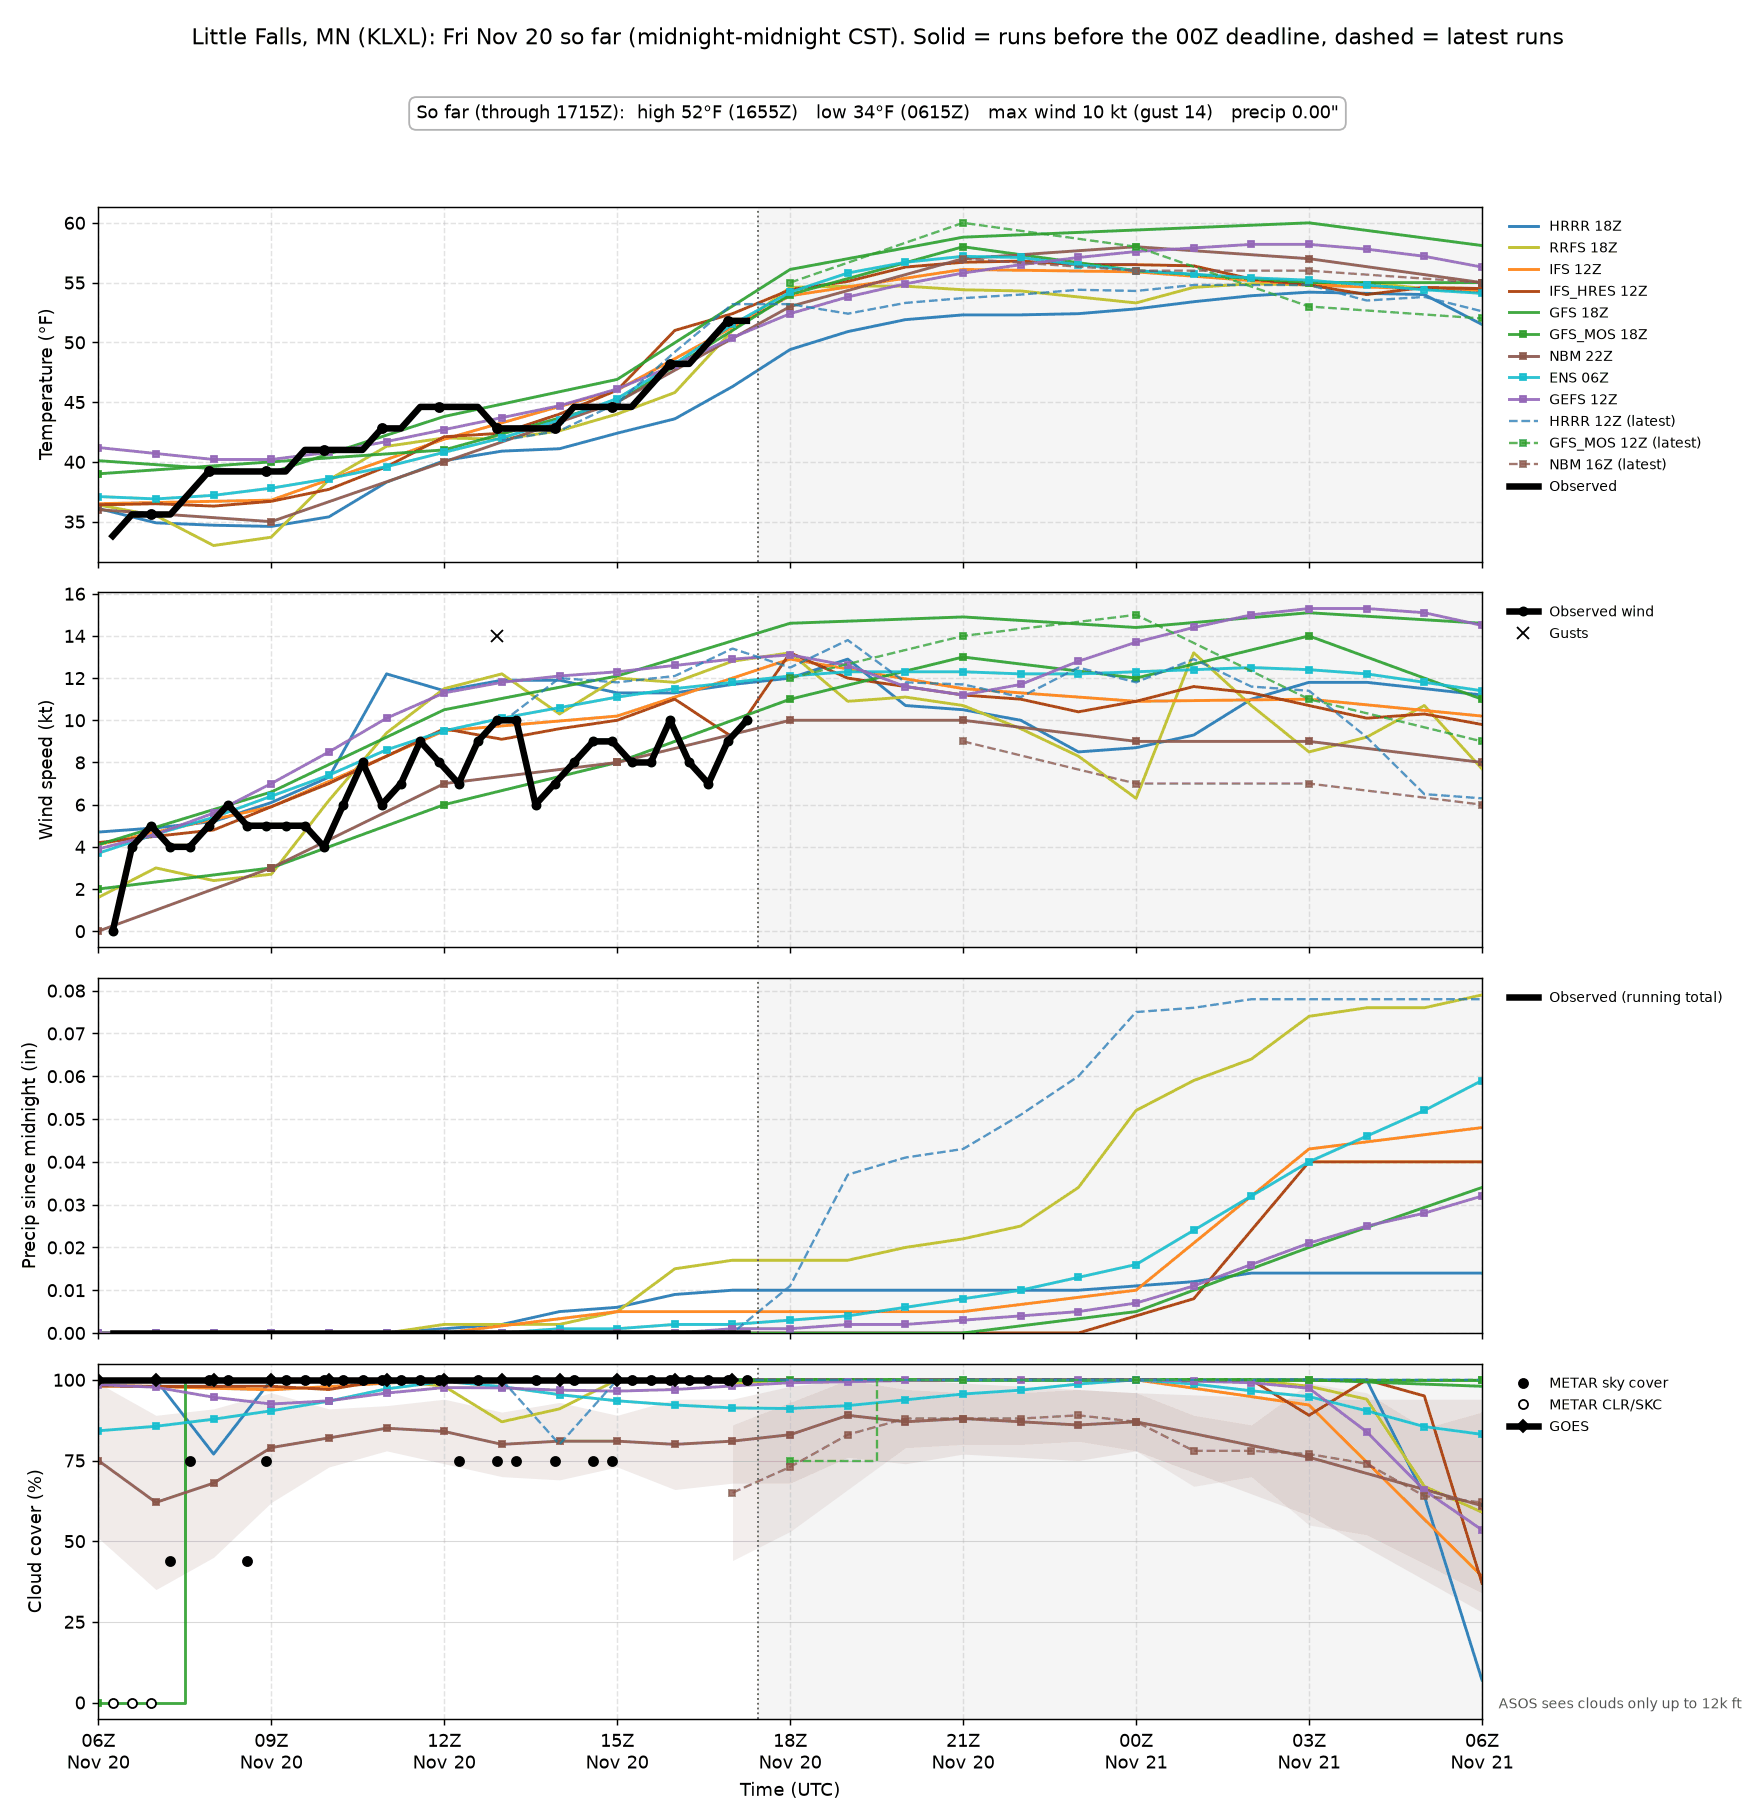 Little Falls, MN (KLXL): Fri Nov 20 so far (midnight-midnight CST). Solid = runs before the 00Z deadline, dashed = latest runs
So far (through 1715Z):  high 52°F (1655Z)   low 34°F (0615Z)   max wind 10 kt (gust 14)   precip 0.00"
Temperature (°F)
60
55
50
45
40
35
HRRR 18Z
RRFS 18Z
IFS 12Z
IFS_HRES 12Z
GFS 18Z
GFS_MOS 18Z
NBM 22Z
ENS 06Z
GEFS 12Z
HRRR 12Z (latest)
GFS_MOS 12Z (latest)
NBM 16Z (latest)
Observed
Wind speed (kt)
16
14
12
10
8
6
4
2
0
Observed wind
Gusts
Precip since midnight (in)
0.08
0.07
0.06
0.05
0.04
0.03
0.02
0.01
0.00
Observed (running total)
Cloud cover (%)
100
75
50
25
0
METAR sky cover
METAR CLR/SKC
GOES
ASOS sees clouds only up to 12k ft
06Z
Nov 20
09Z
Nov 20
12Z
Nov 20
15Z
Nov 20
18Z
Nov 20
21Z
Nov 20
00Z
Nov 21
03Z
Nov 21
06Z
Nov 21
Time (UTC)